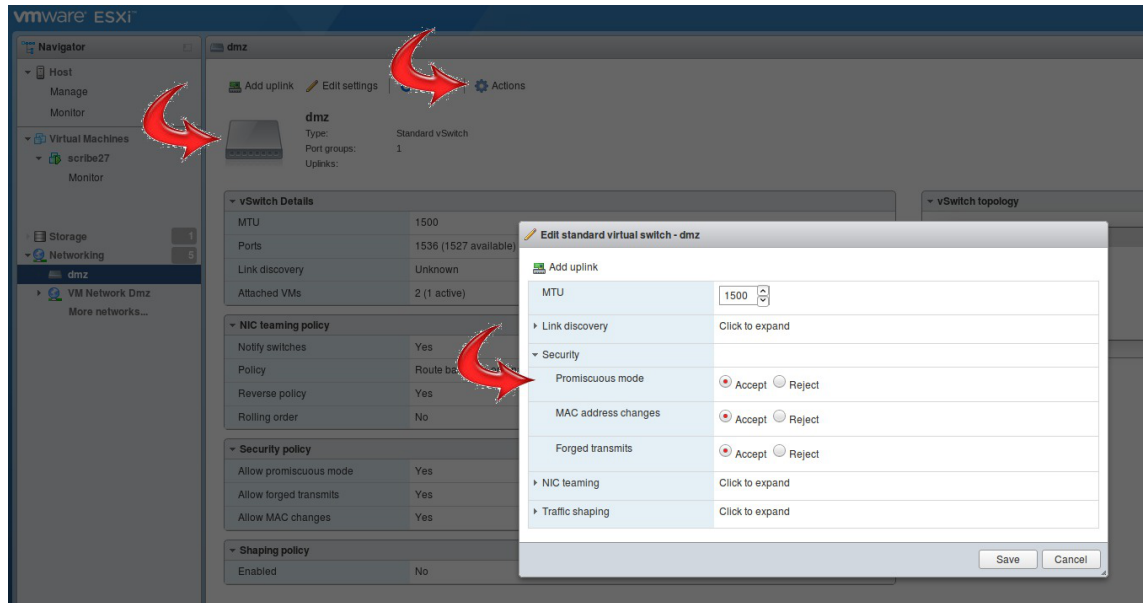 vmware ESXi™
Navigator
Host
Manage
Monitor
Virtual Machines
scribe27
Monitor
Storage 1
Networking 5
dmz
VM Network Dmz
More networks...
dmz
Add uplink Edit settings Actions
dmz
Type: Standard vSwitch
Port groups: 1
Uplinks:
vSwitch Details
MTU 1500
Ports 1536 (1527 available)
Link discovery Unknown
Attached VMs 2 (1 active)
NIC teaming policy
Notify switches Yes
Policy Route
Reverse policy Yes
Rolling order No
Security policy
Allow promiscuous mode Yes
Allow forged transmits Yes
Allow MAC changes Yes
Shaping policy
Enabled No
vSwitch topology
Edit standard virtual switch - dmz
Add uplink
MTU 1500
Link discovery Click to expand
Security
Promiscuous mode Accept Reject
MAC address changes Accept Reject
Forged transmits Accept Reject
NIC teaming Click to expand
Traffic shaping Click to expand
Save Cancel